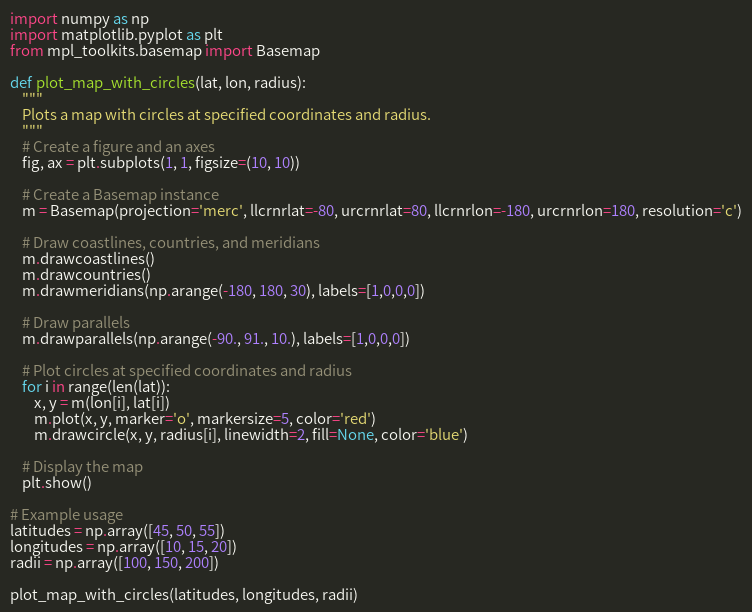 import numpy as np
import matplotlib.pyplot as plt
from mpl_toolkits.basemap import Basemap

def plot_map_with_circles(lat, lon, radius):
    """
    Plots a map with circles at specified coordinates and radius.
    """
    # Create a figure and an axes
    fig, ax = plt.subplots(1, 1, figsize=(10, 10))

    # Create a Basemap instance
    m = Basemap(projection='merc', llcrnrlat=-80, urcrnrlat=80, llcrnrlon=-180, urcrnrlon=180, resolution='c')

    # Draw coastlines, countries, and meridians
    m.drawcoastlines()
    m.drawcountries()
    m.drawmeridians(np.arange(-180, 180, 30), labels=[1,0,0,0])

    # Draw parallels
    m.drawparallels(np.arange(-90., 91., 10.), labels=[1,0,0,0])

    # Plot circles at specified coordinates and radius
    for i in range(len(lat)):
        x, y = m(lon[i], lat[i])
        m.plot(x, y, marker='o', markersize=5, color='red')
        m.drawcircle(x, y, radius[i], linewidth=2, fill=None, color='blue')

    # Display the map
    plt.show()

# Example usage
latitudes = np.array([45, 50, 55])
longitudes = np.array([10, 15, 20])
radii = np.array([100, 150, 200])

plot_map_with_circles(latitudes, longitudes, radii)